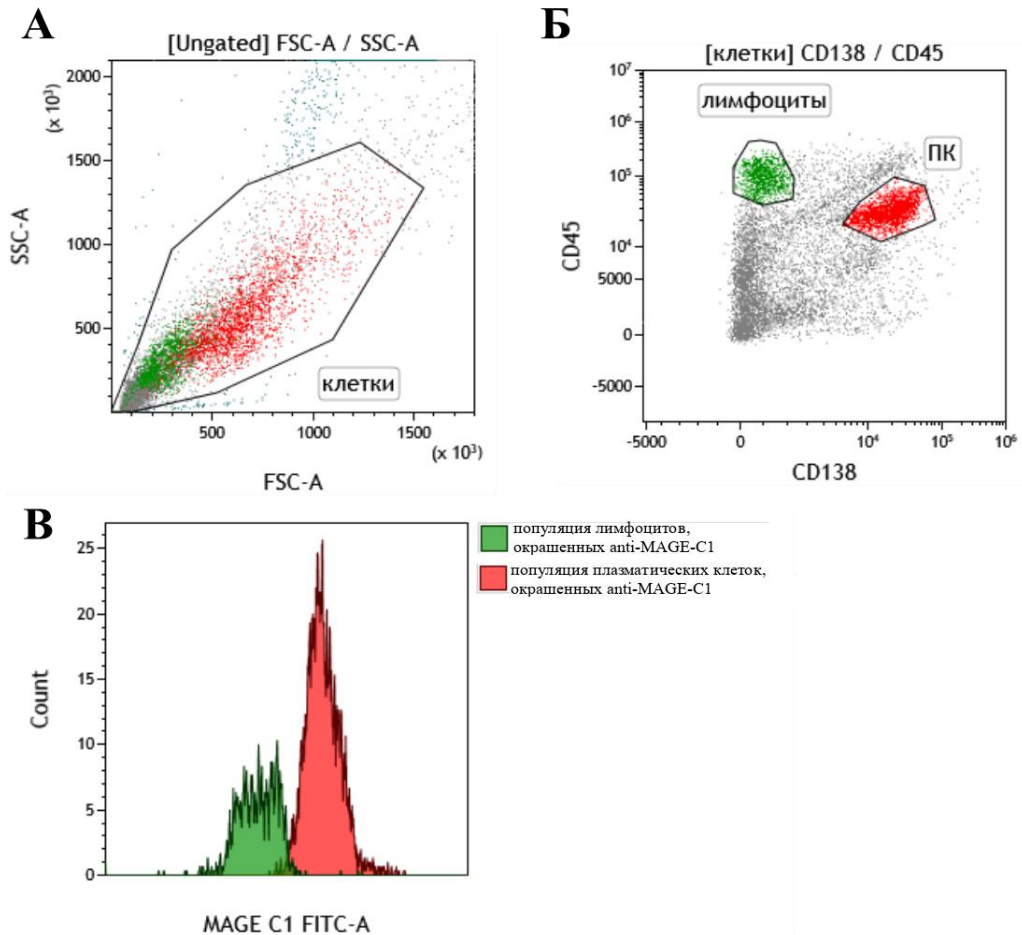 А
[Ungated] FSC-A / SSC-A
(x 10³)
2000
1500
1000
500
SSC-A
клетки
500
1000
1500
(x 10³)
FSC-A
Б
[клетки] CD138 / CD45
10⁷
10⁶
10⁵
10⁴
5000
0
-5000
CD45
лимфоциты
ПК
-5000
0
10⁴
10⁵
10⁶
CD138
В
25
20
15
10
5
0
Count
MAGE C1 FITC-A
популяция лимфоцитов,
окрашенных anti-MAGE-C1
популяция плазматических клеток,
окрашенных anti-MAGE-C1